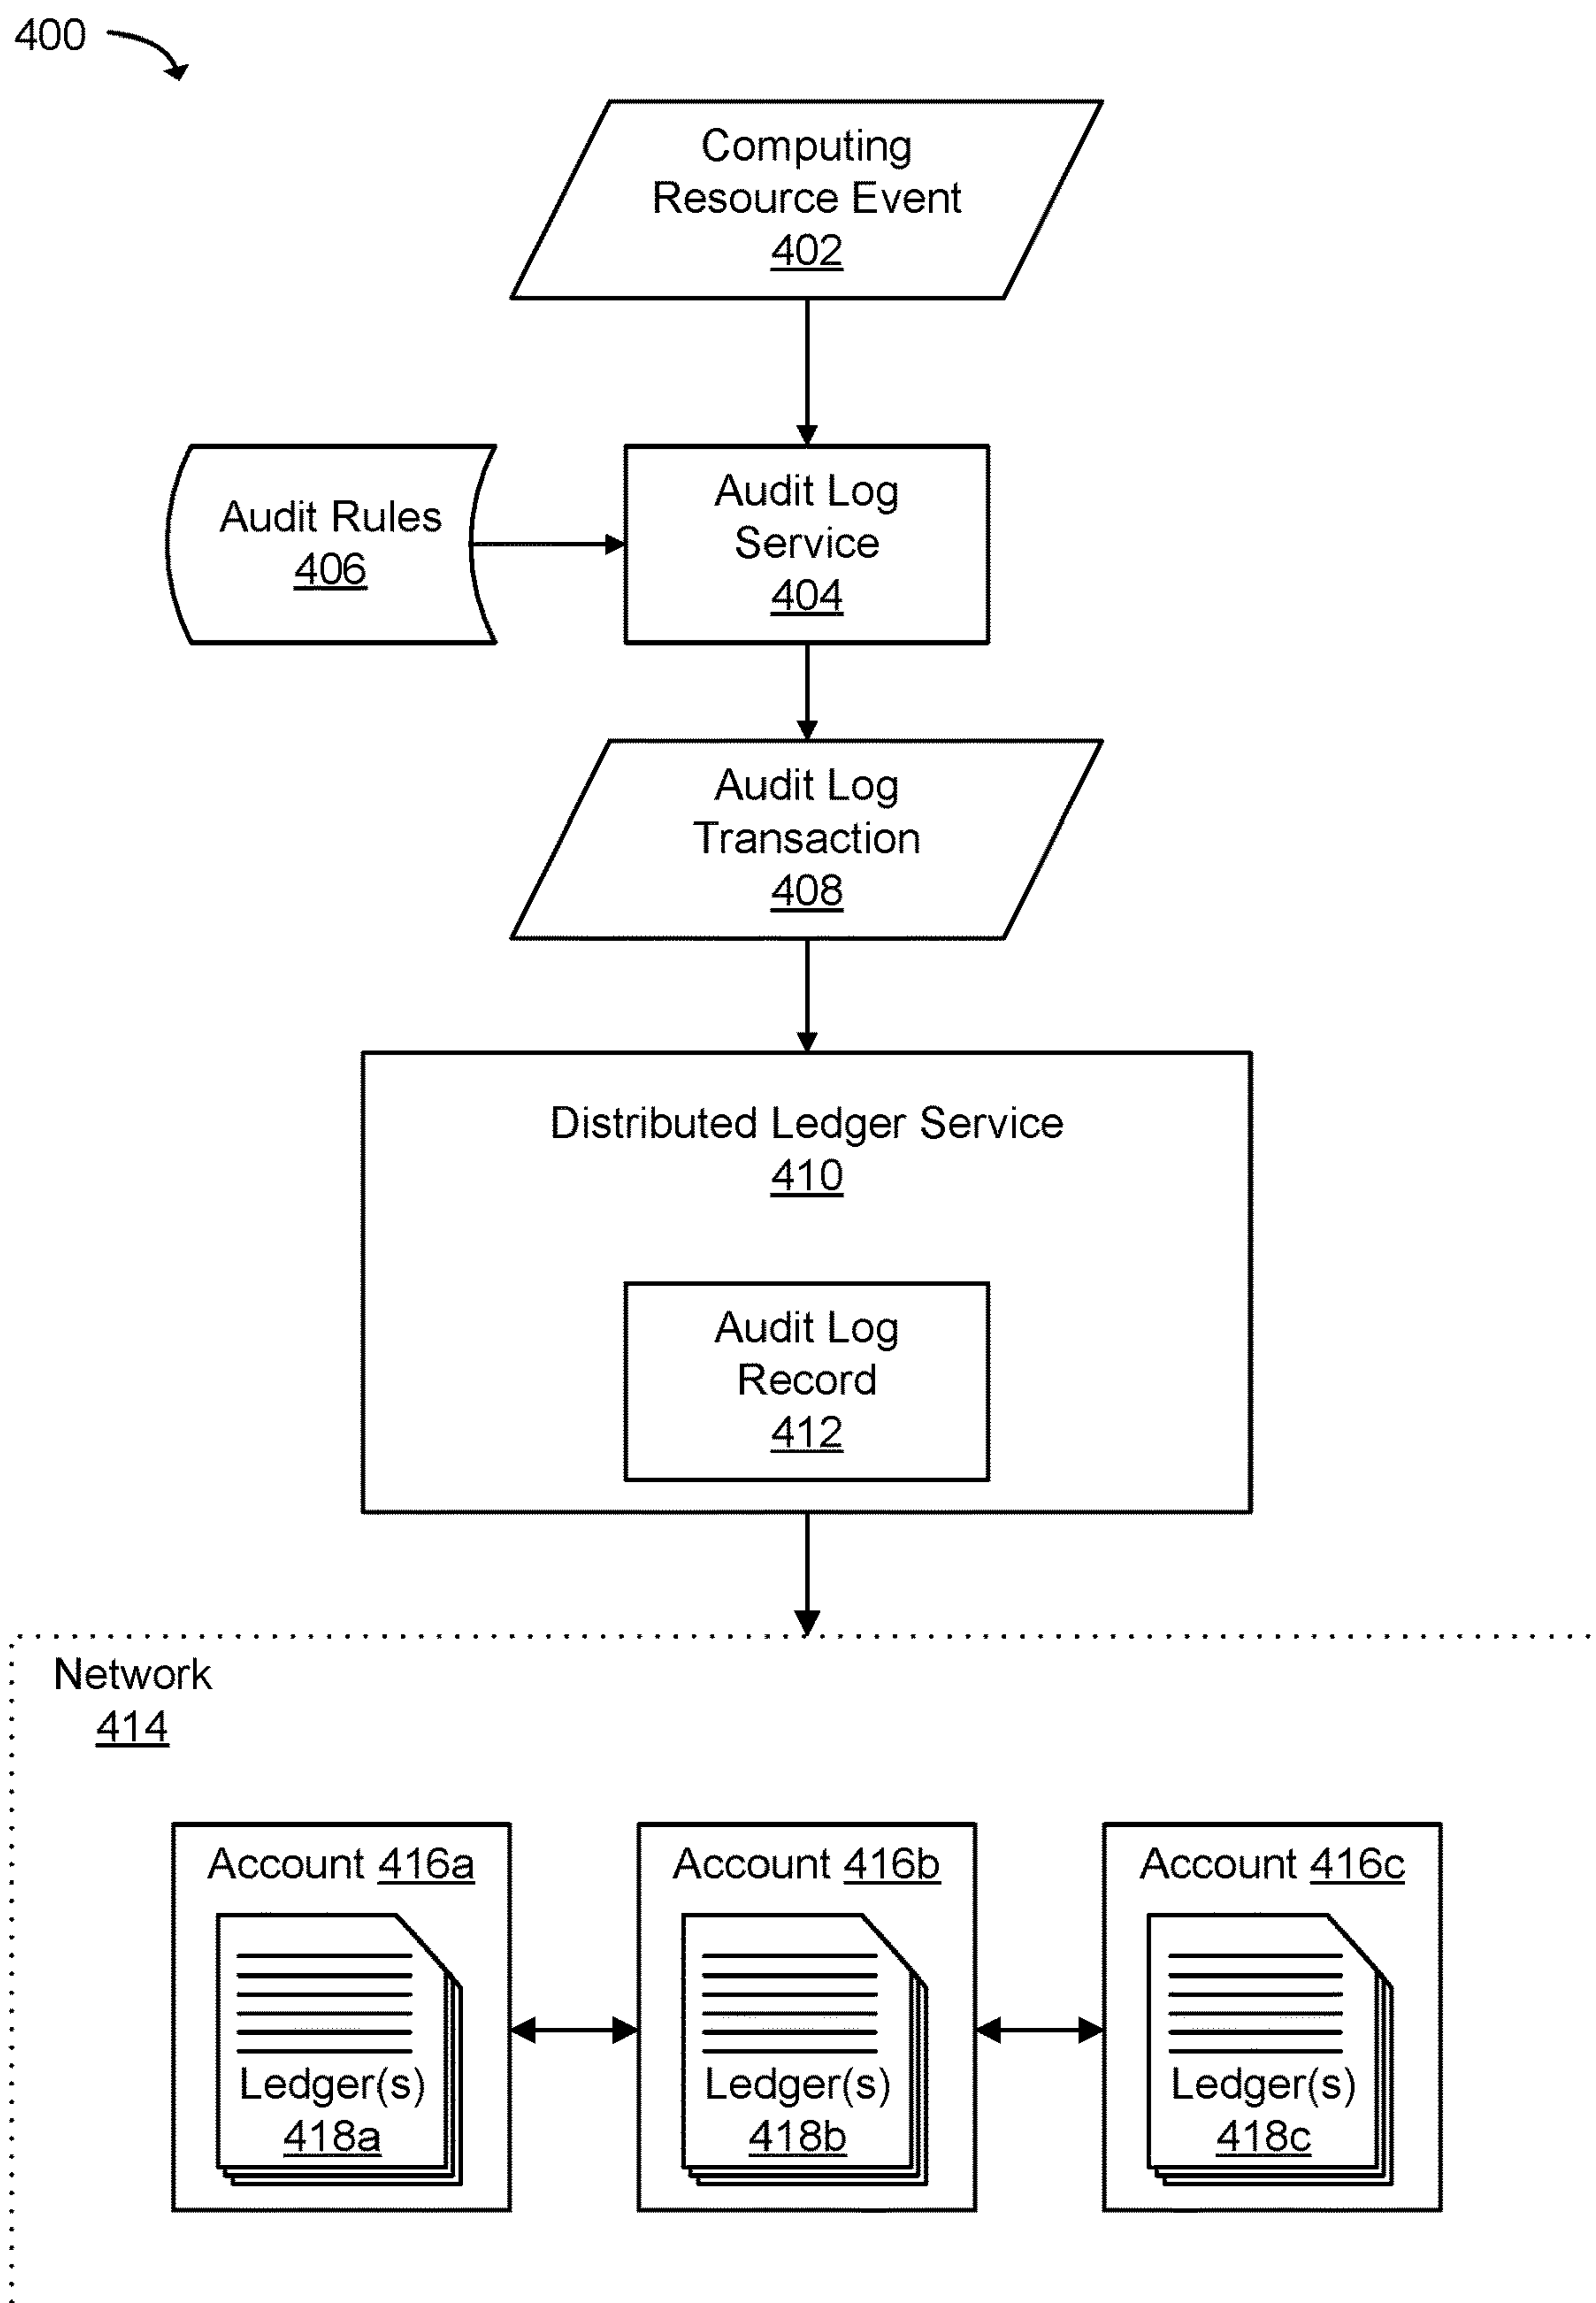 400
Computing
Resource Event
402
Audit Rules
406
Audit Log
Service
404
Audit Log
Transaction
408
Distributed Ledger Service
410
Audit Log
Record
412
Network
414
Account 416a
Ledger(s)
418a
Account 416b
Ledger(s)
418b
Account 416c
Ledger(s)
418c